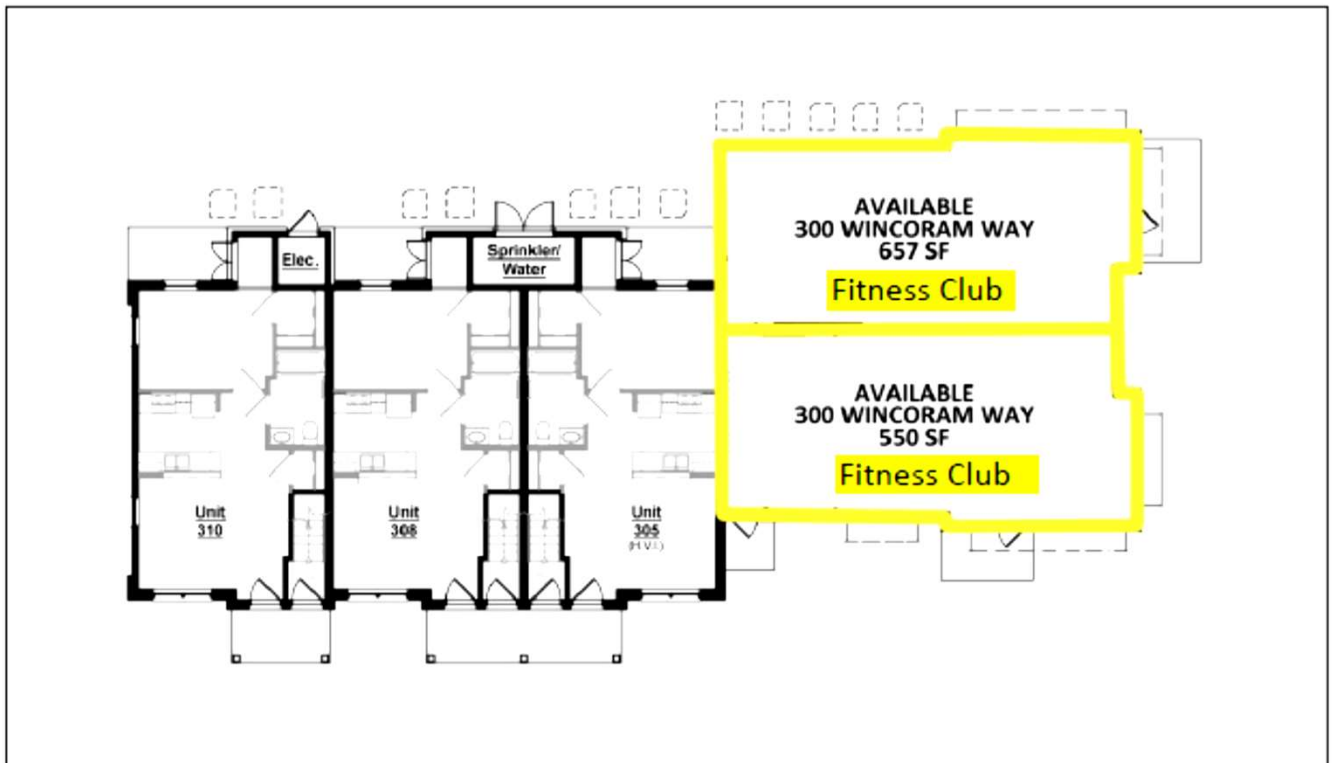 AVAILABLE
300 WINCORAM WAY
657 SF
Fitness Club
Elec.
Sprinkler/
Water
AVAILABLE
300 WINCORAM WAY
550 SF
Fitness Club
Unit
310
Unit
308
Unit
305